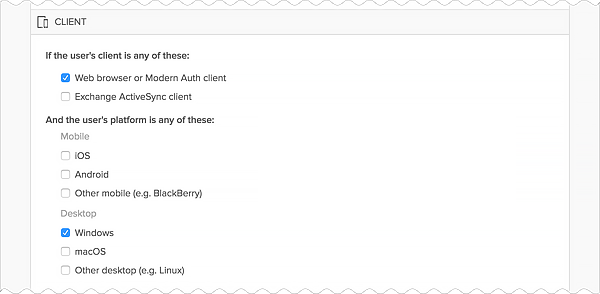 CLIENT
If the user's client is any of these:
Web browser or Modern Auth client
Exchange ActiveSync client
And the user's platform is any of these:
Mobile
iOS
Android
Other mobile (e.g. BlackBerry)
Desktop
Windows
macOS
Other desktop (e.g. Linux)